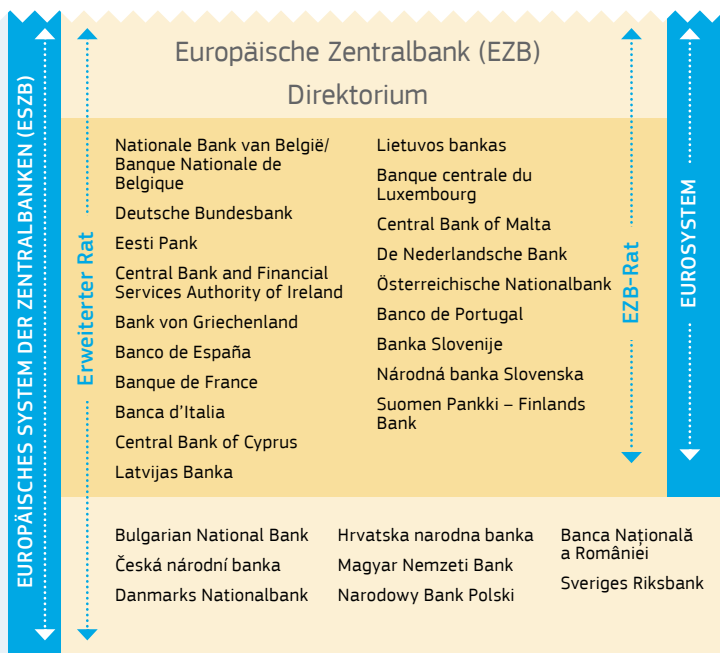 Europäische Zentralbank (EZB)
Direktorium
EUROPÄISCHES SYSTEM DER ZENTRALBANKEN (ESZB)
Erweiterter Rat
Nationale Bank van België/
Banque Nationale de
Belgique
Deutsche Bundesbank
Eesti Pank
Central Bank and Financial
Services Authority of Ireland
Bank von Griechenland
Banco de España
Banque de France
Banca d'Italia
Central Bank of Cyprus
Latvijas Banka
Lietuvos bankas
Banque centrale du
Luxembourg
Central Bank of Malta
De Nederlandsche Bank
Österreichische Nationalbank
Banco de Portugal
Banka Slovenije
Národná banka Slovenska
Suomen Pankki – Finlands
Bank
EZB-Rat
EUROSYSTEM
Bulgarian National Bank
Česká národní banka
Danmarks Nationalbank
Hrvatska narodna banka
Magyar Nemzeti Bank
Narodowy Bank Polski
Banca Națională
a României
Sveriges Riksbank